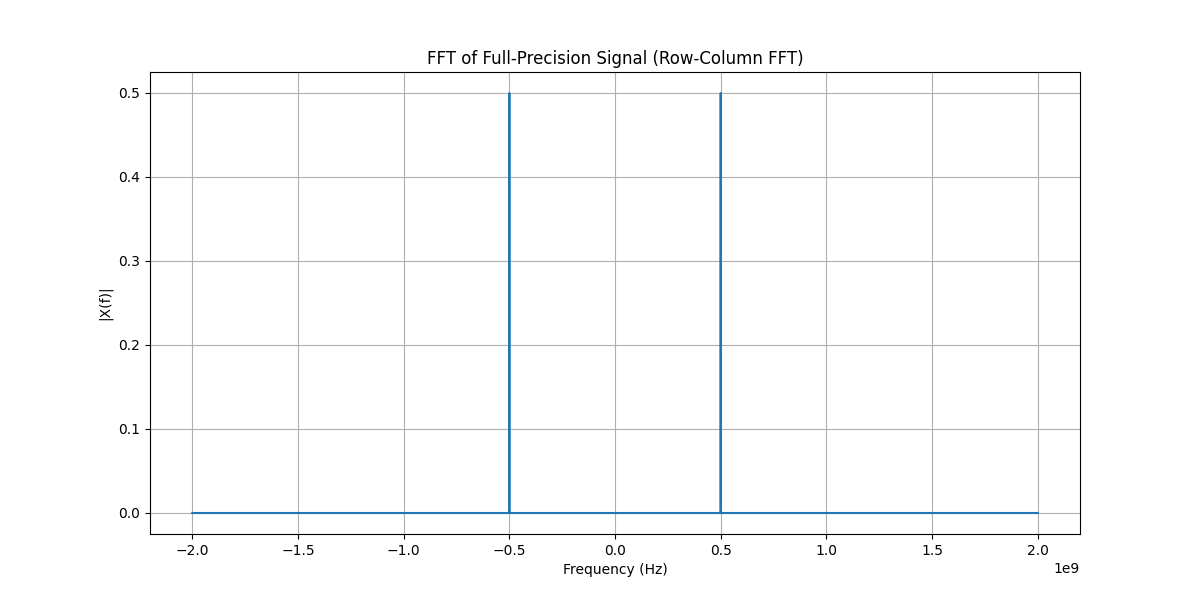 FFT of Full-Precision Signal (Row-Column FFT)
0.5
0.4
0.3
0.2
0.1
0.0
|X(f)|
−2.0 −1.5 −1.0 −0.5 0.0 0.5 1.0 1.5 2.0
Frequency (Hz)
1e9